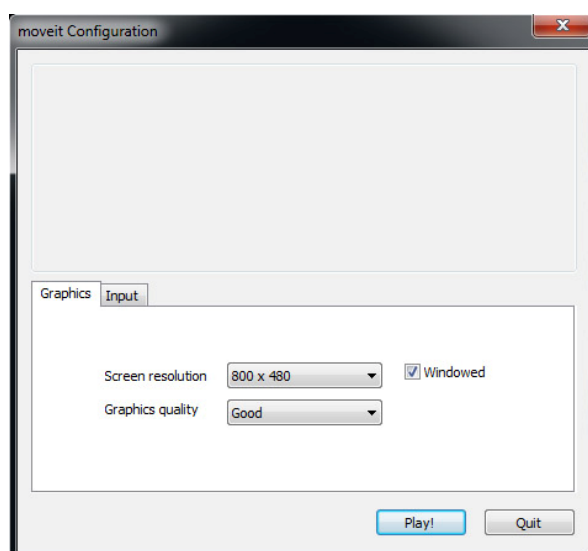 moveit Configuration
Graphics Input
Screen resolution 800 x 480 Windowed
Graphics quality Good
Play! Quit